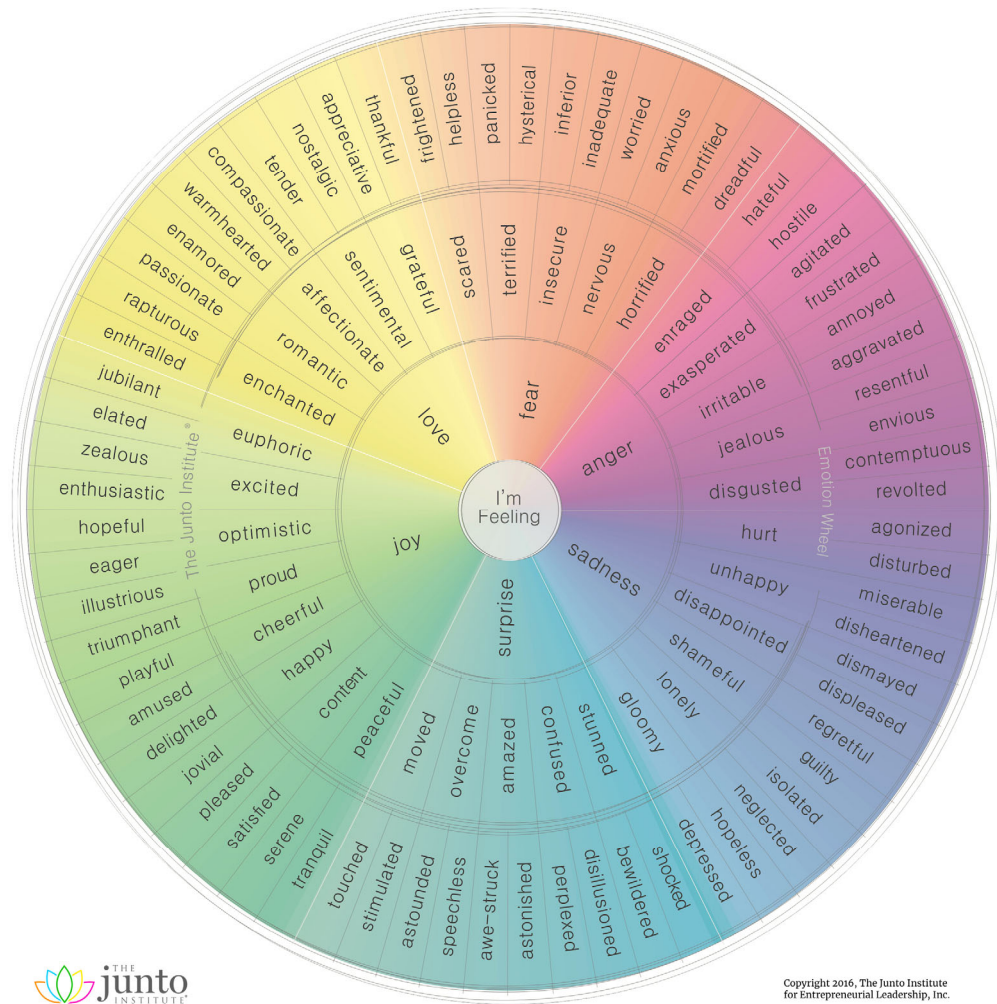 I'm
Feeling
fear
anger
sadness
surprise
joy
love
scared
terrified
insecure
nervous
horrified
enraged
exasperated
irritable
jealous
disgusted
hurt
unhappy
disappointed
shameful
lonely
gloomy
stunned
confused
amazed
overcome
moved
peaceful
content
happy
cheerful
proud
optimistic
excited
euphoric
enchanted
romantic
affectionate
sentimental
grateful
frightened
helpless
panicked
hysterical
inferior
inadequate
worried
anxious
mortified
dreadful
hateful
hostile
agitated
frustrated
annoyed
aggravated
resentful
envious
contemptuous
revolted
agonized
disturbed
miserable
disheartened
dismayed
displeased
regretful
guilty
isolated
neglected
hopeless
depressed
shocked
bewildered
disillusioned
perplexed
astonished
awe-struck
speechless
astounded
stimulated
touched
tranquil
serene
satisfied
pleased
jovial
delighted
amused
playful
triumphant
illustrious
eager
hopeful
enthusiastic
zealous
elated
jubilant
enthralled
rapturous
passionate
enamored
warmhearted
compassionate
tender
nostalgic
appreciative
thankful
The Junto Institute®
Emotion Wheel
THE
junto
INSTITUTE
Copyright 2016, The Junto Institute
for Entrepreneurial Leadership, Inc.